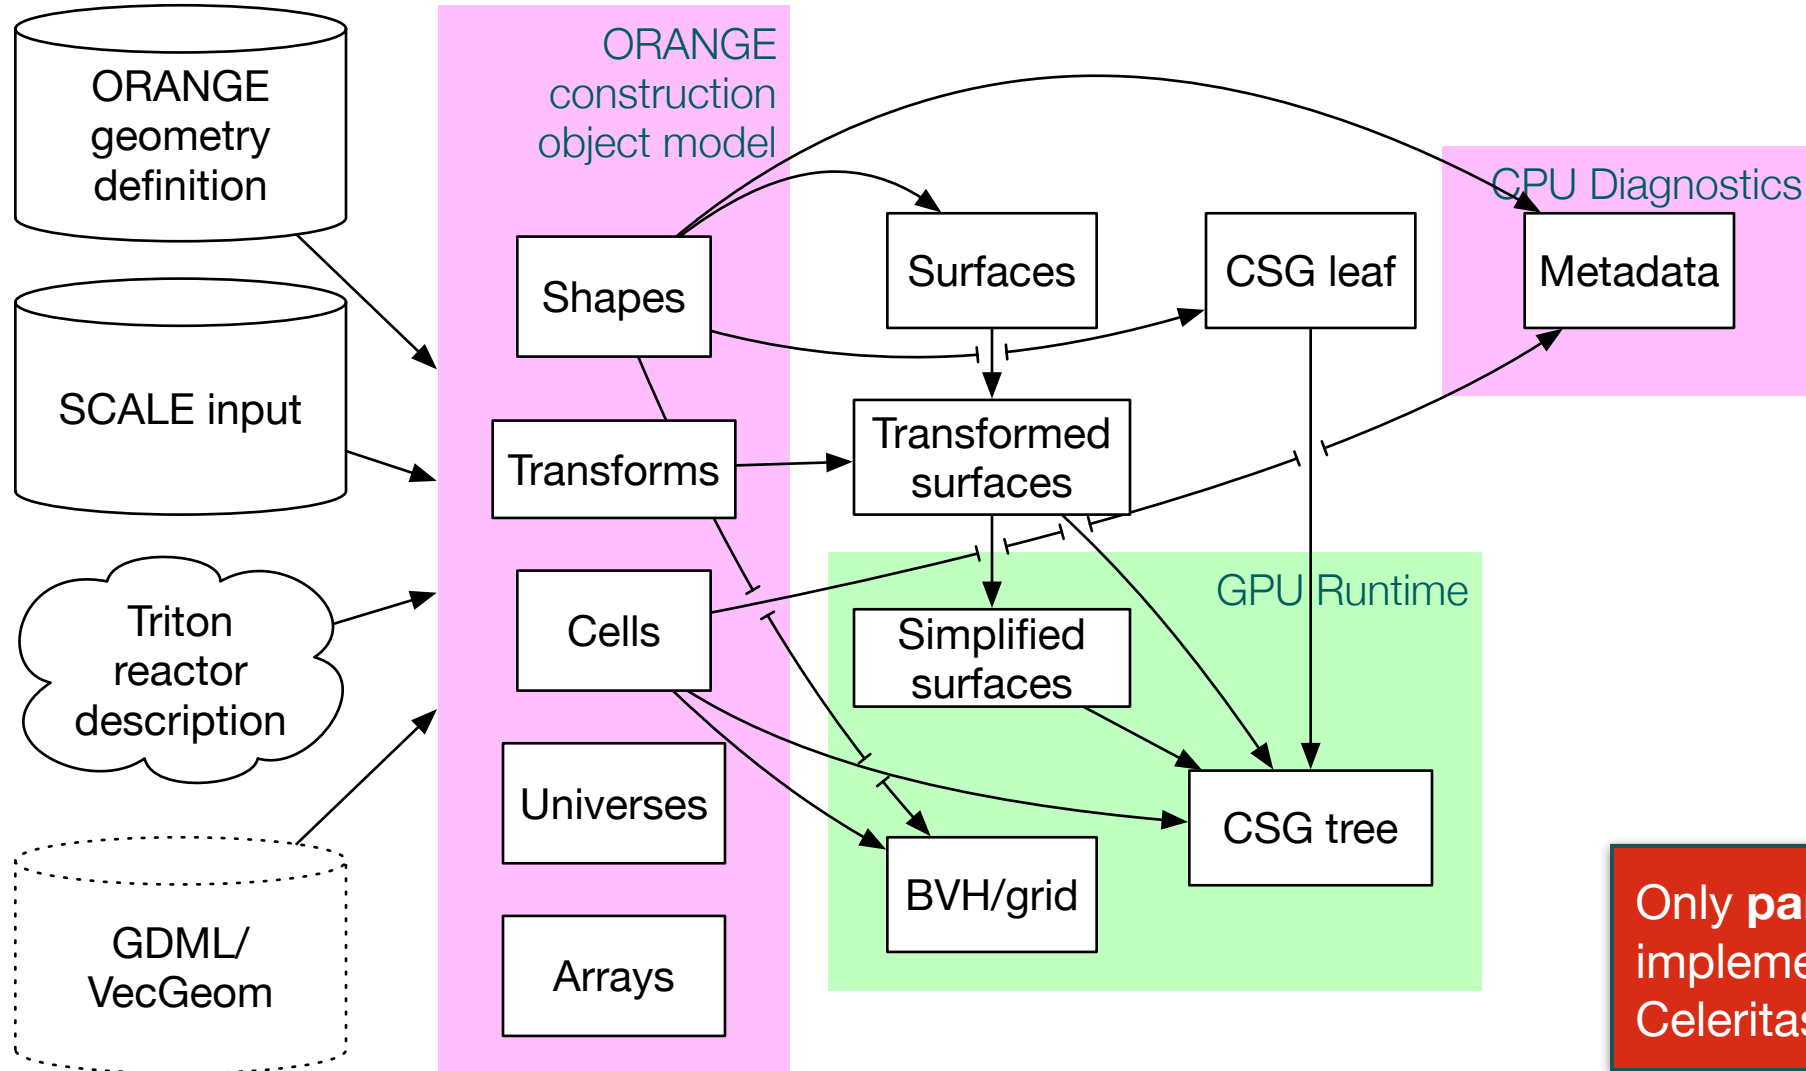 ORANGE
geometry
definition
SCALE input
Triton
reactor
description
GDML/
VecGeom
ORANGE
construction
object model
Shapes
Transforms
Cells
Universes
Arrays
Surfaces
CSG leaf
Transformed
surfaces
GPU Runtime
Simplified
surfaces
BVH/grid
CSG tree
CPU Diagnostics
Metadata
Only
Celeritas